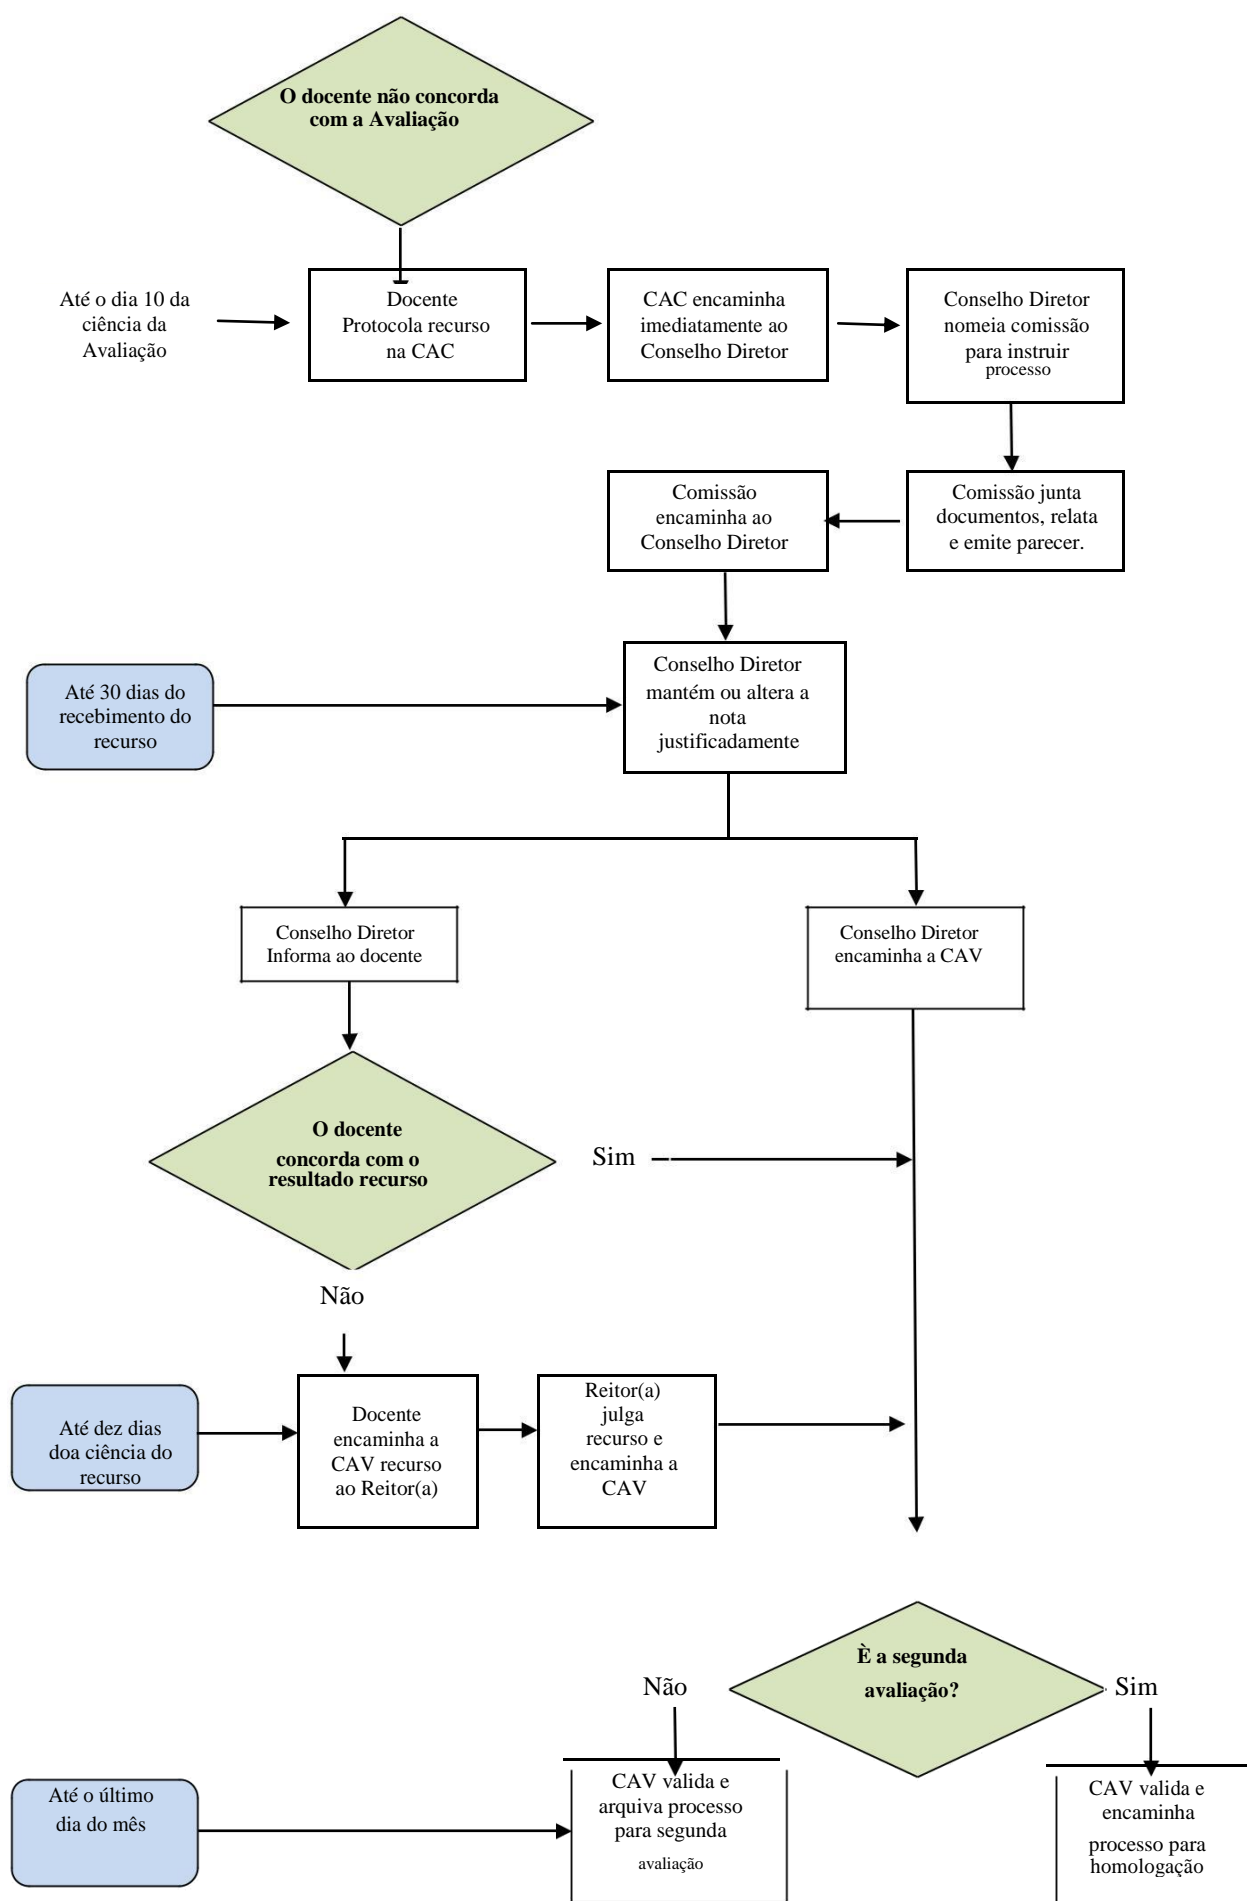 O docente não concorda
com a Avaliação
Até o dia 10 da
ciência da
Avaliação
Docente
Protocola recurso
na CAC
CAC encaminha
imediatamente ao
Conselho Diretor
Conselho Diretor
nomeia comissão
para instruir
processo
Comissão
encaminha ao
Conselho Diretor
Comissão junta
documentos, relata
e emite parecer.
Até 30 dias do
recebimento do
recurso
Conselho Diretor
mantém ou altera a
nota
justificadamente
Conselho Diretor
Informa ao docente
Conselho Diretor
encaminha a CAV
O docente
concorda com o
resultado recurso
Sim
Não
Até dez dias
doa ciência do
recurso
Docente
encaminha a
CAV recurso
ao Reitor(a)
Reitor(a)
julga
recurso e
encaminha a
CAV
È a segunda
avaliação?
Não
Sim
Até o último
dia do mês
CAV valida e
arquiva processo
para segunda
avaliação
CAV valida e
encaminha
processo para
homologação